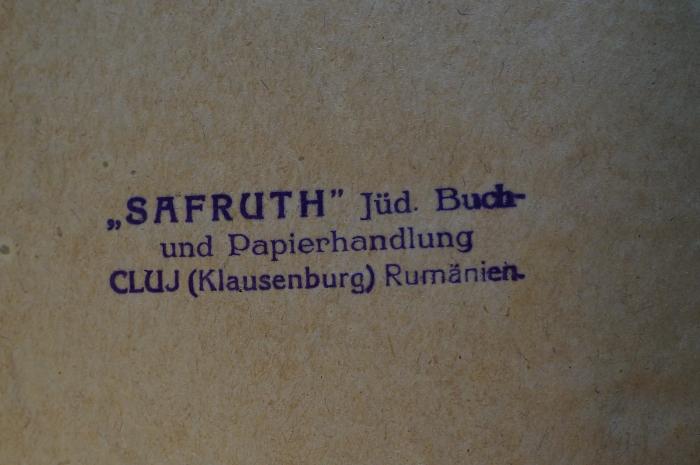 „SAFRUTH” Jüd. Buch-
und Papierhandlung
CLUJ (Klausenburg) Rumänien.